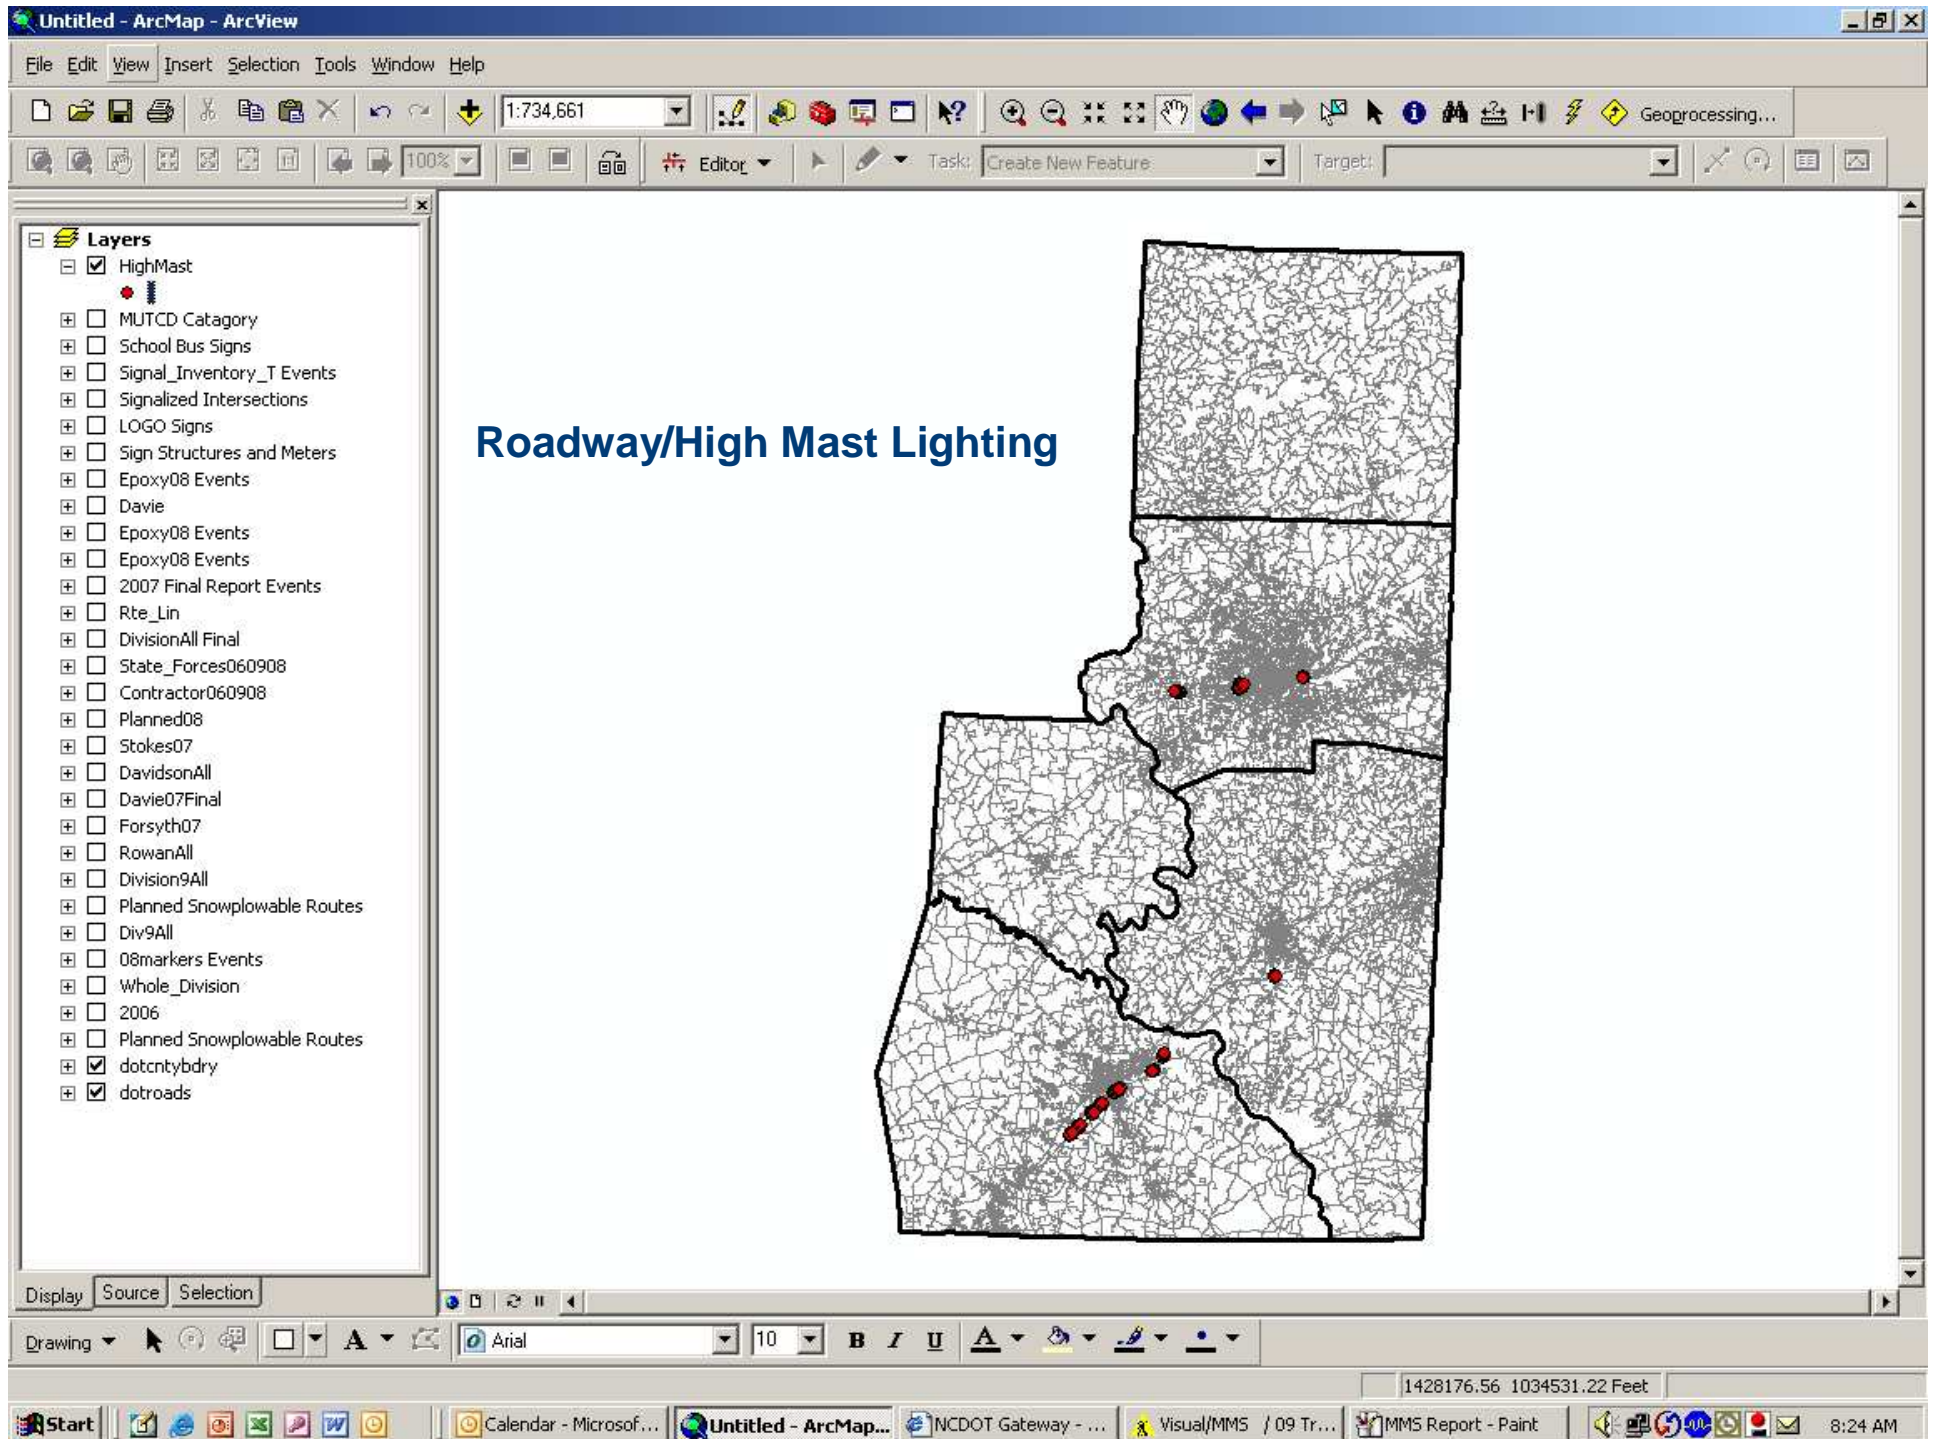 Untitled - ArcMap - ArcView
File Edit View Insert Selection Tools Window Help
1:734,661
Geoprocessing...
100%
Editor
Task: Create New Feature
Target:
Layers
HighMast
MUTCD Catagory
School Bus Signs
Signal_Inventory_T Events
Signalized Intersections
LOGO Signs
Sign Structures and Meters
Epoxy08 Events
Davie
Epoxy08 Events
Epoxy08 Events
2007 Final Report Events
Rte_Lin
DivisionAll Final
State_Forces060908
Contractor060908
Planned08
Stokes07
DavidsonAll
Davie07Final
Forsyth07
RowanAll
Division9All
Planned Snowplowable Routes
Div9All
08markers Events
Whole_Division
2006
Planned Snowplowable Routes
dotcntybdry
dotroads
Roadway/High Mast Lighting
Display Source Selection
Drawing
A
Arial
10
B I U A
1428176.56 1034531.22 Feet
Start
Calendar - Microsof...
Untitled - ArcMap...
NCDOT Gateway - ...
Visual/MMS / 09 Tr...
MMS Report - Paint
8:24 AM